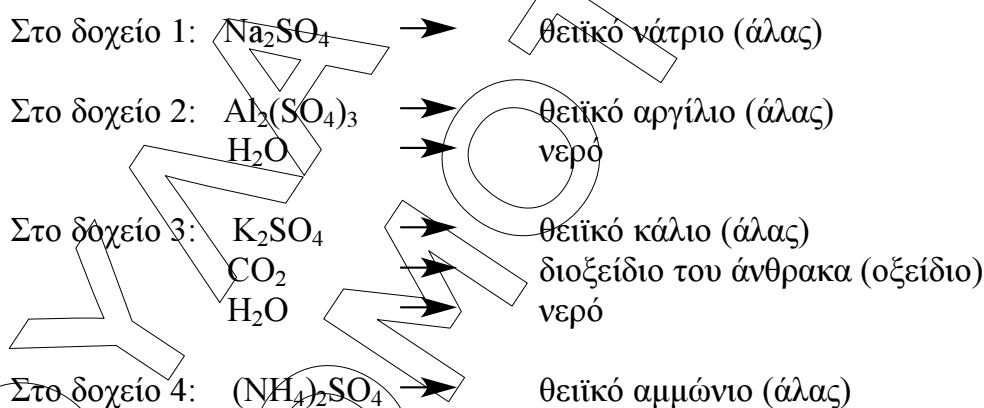 Στο δοχείο 1: Na₂SO₄ → θειϊκό νάτριο (άλας)
Στο δοχείο 2: Al₂(SO₄)₃ → θειϊκό αργίλιο (άλας)
H₂O → νερό
Στο δοχείο 3: K₂SO₄ → θειϊκό κάλιο (άλας)
CO₂ → διοξείδιο του άνθρακα (οξείδιο)
H₂O → νερό
Στο δοχείο 4: (NH₄)₂SO₄ → θειϊκό αμμώνιο (άλας)